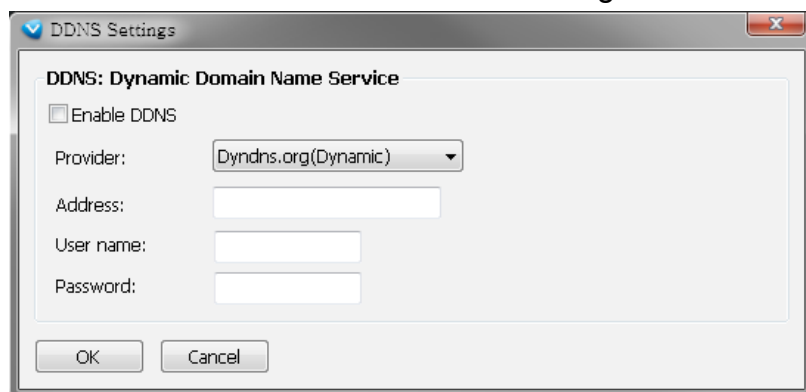 DDNS Settings
DDNS: Dynamic Domain Name Service
Enable DDNS
Provider: Dyndns.org(Dynamic)
Address:
User name:
Password:
OK Cancel